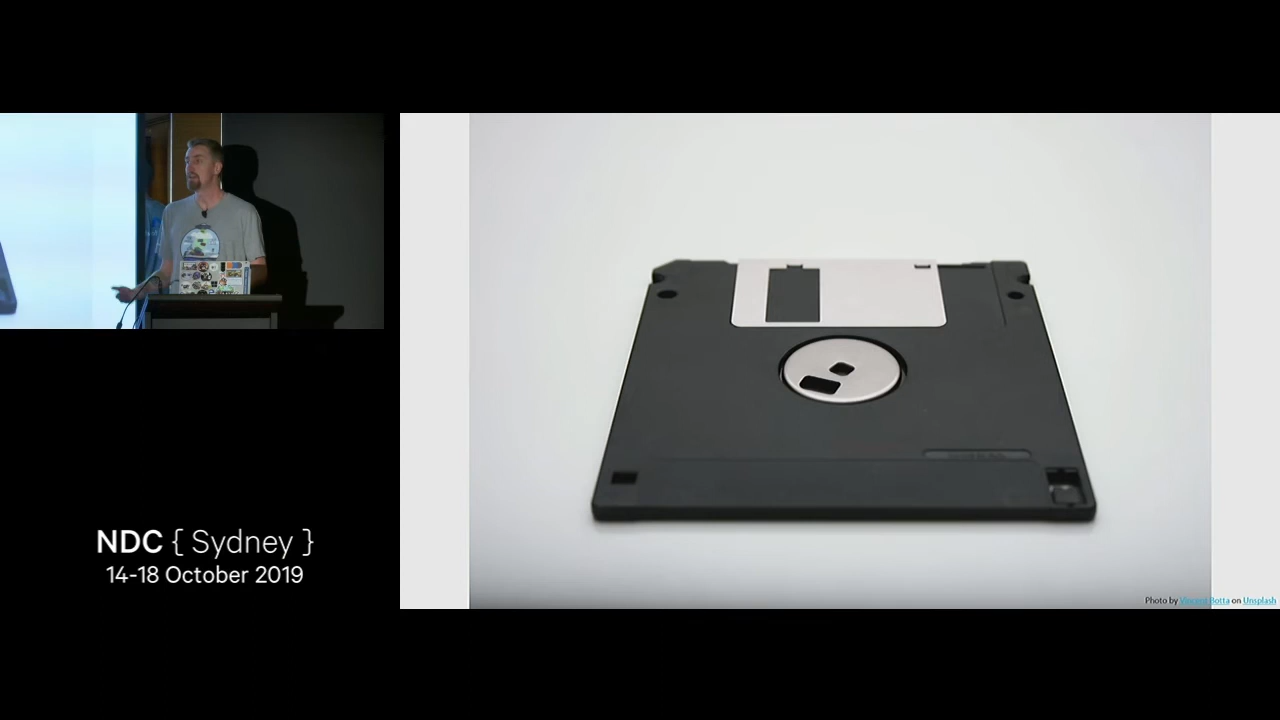 NDC { Sydney }
14-18 October 2019
Photo by Vincent Botta on Unsplash